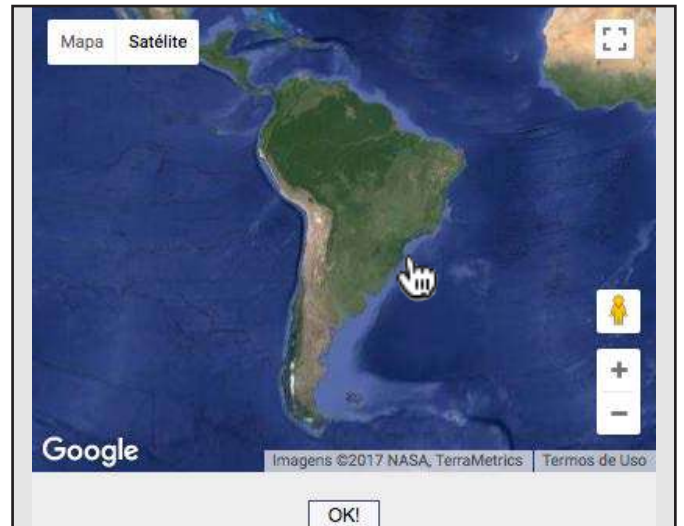 Mapa Satélite
Google
Imagens ©2017 NASA, TerraMetrics Termos de Uso
OK!